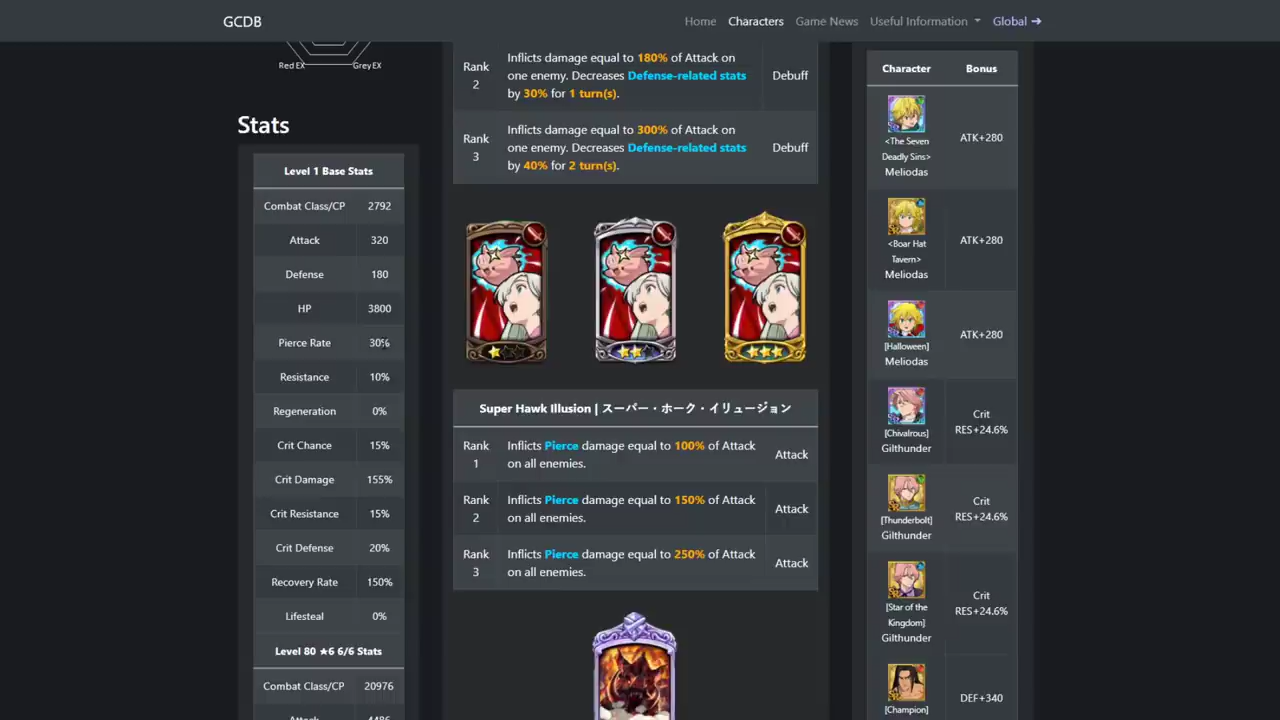 GCDB
Home
Characters
Game News
Useful Information
Global ➔
Red EX
Grey EX
Stats
Level 1 Base Stats
Combat Class/CP 2792
Attack 320
Defense 180
HP 3800
Pierce Rate 30%
Resistance 10%
Regeneration 0%
Crit Chance 15%
Crit Damage 155%
Crit Resistance 15%
Crit Defense 20%
Recovery Rate 150%
Lifesteal 0%
Level 80 ★6 6/6 Stats
Combat Class/CP 20976
Attack 4486
Rank
2
Inflicts damage equal to 180% of Attack on
one enemy. Decreases Defense-related stats
by 30% for 1 turn(s).
Debuff
Rank
3
Inflicts damage equal to 300% of Attack on
one enemy. Decreases Defense-related stats
by 40% for 2 turn(s).
Debuff
Super Hawk Illusion | スーパー・ホーク・イリュージョン
Rank
1
Inflicts Pierce damage equal to 100% of Attack
on all enemies.
Attack
Rank
2
Inflicts Pierce damage equal to 150% of Attack
on all enemies.
Attack
Rank
3
Inflicts Pierce damage equal to 250% of Attack
on all enemies.
Attack
Character Bonus
<The Seven
Deadly Sins>
Meliodas
ATK+280
<Boar Hat
Tavern>
Meliodas
ATK+280
[Halloween]
Meliodas
ATK+280
[Chivalrous]
Gilthunder
Crit
RES+24.6%
[Thunderbolt]
Gilthunder
Crit
RES+24.6%
[Star of the
Kingdom]
Gilthunder
Crit
RES+24.6%
[Champion]
DEF+340